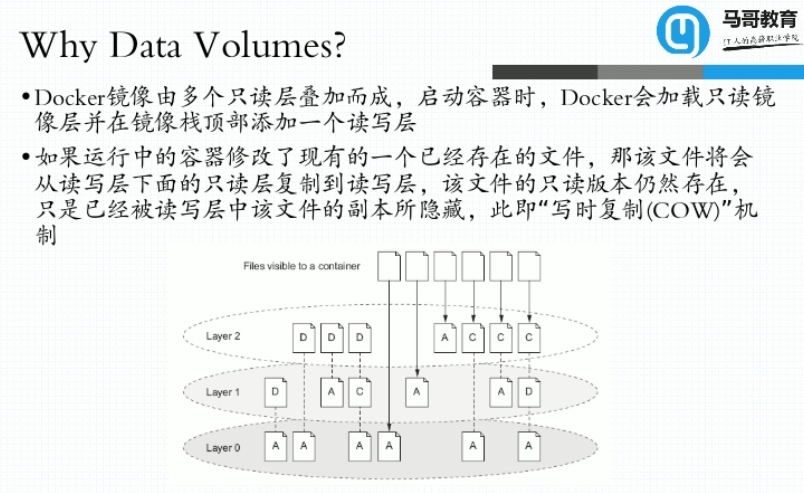 Why Data Volumes?
马哥教育
IT人的高薪职业学院
•Docker镜像由多个只读层叠加而成，启动容器时，Docker会加载只读镜
像层并在镜像栈顶部添加一个读写层
•如果运行中的容器修改了现有的一个已经存在的文件，那该文件将会
从读写层下面的只读层复制到读写层，该文件的只读版本仍然存在，
只是已经被读写层中该文件的副本所隐藏，此即“写时复制(COW)”机
制
Files visible to a container
Layer 2 D D D A C C C
Layer 1 D A C A A D
Layer 0 A A A A A A